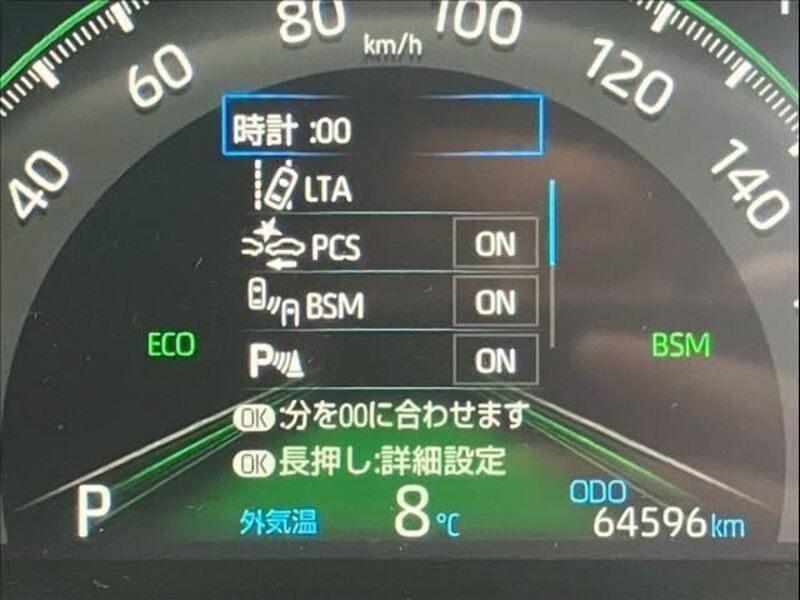 80 km/h 100
60 120
40 140
時計 :00
LTA
PCS ON
BSM ON
P ON
ECO BSM
OK:分を00に合わせます
OK長押し:詳細設定
P 外気温 8℃ ODO 64596km